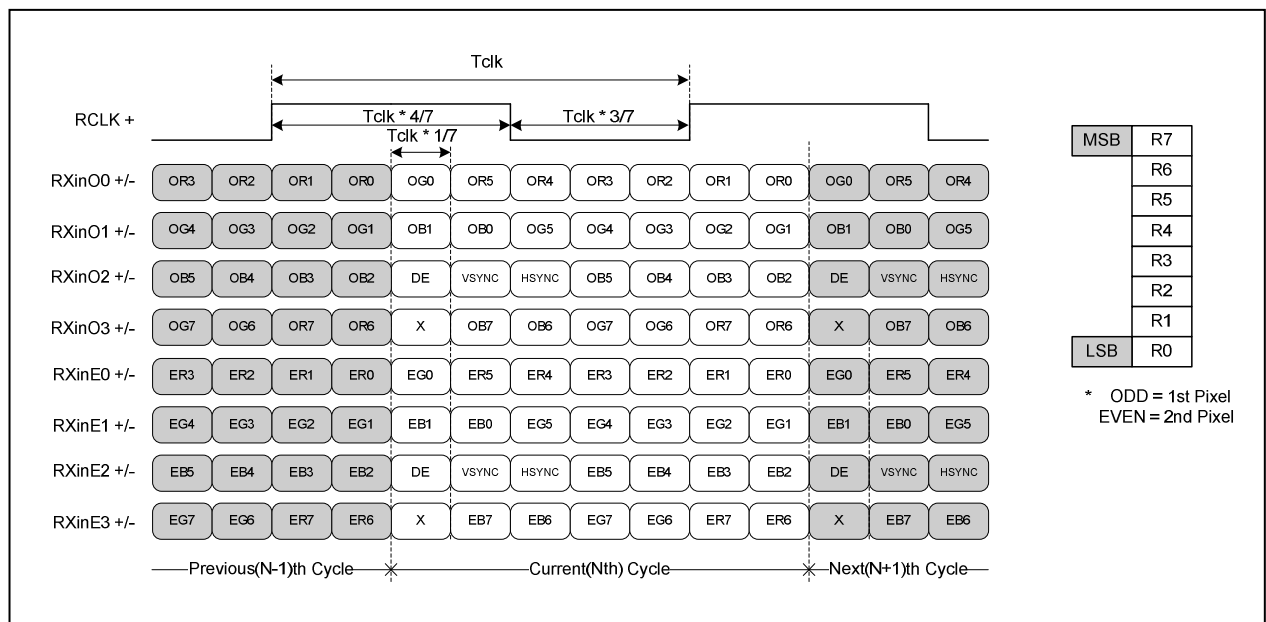 Tclk
RCLK +
Tclk * 4/7
Tclk * 3/7
Tclk * 1/7
RXinO0 +/- OR3 OR2 OR1 OR0 OG0 OR5 OR4 OR3 OR2 OR1 OR0 OG0 OR5 OR4
RXinO1 +/- OG4 OG3 OG2 OG1 OB1 OB0 OG5 OG4 OG3 OG2 OG1 OB1 OB0 OG5
RXinO2 +/- OB5 OB4 OB3 OB2 DE VSYNC HSYNC OB5 OB4 OB3 OB2 DE VSYNC HSYNC
RXinO3 +/- OG7 OG6 OR7 OR6 X OB7 OB6 OG7 OG6 OR7 OR6 X OB7 OB6
RXinE0 +/- ER3 ER2 ER1 ER0 EG0 ER5 ER4 ER3 ER2 ER1 ER0 EG0 ER5 ER4
RXinE1 +/- EG4 EG3 EG2 EG1 EB1 EB0 EG5 EG4 EG3 EG2 EG1 EB1 EB0 EG5
RXinE2 +/- EB5 EB4 EB3 EB2 DE VSYNC HSYNC EB5 EB4 EB3 EB2 DE VSYNC HSYNC
RXinE3 +/- EG7 EG6 ER7 ER6 X EB7 EB6 EG7 EG6 ER7 ER6 X EB7 EB6
Previous(N-1)th Cycle Current(Nth) Cycle Next(N+1)th Cycle
MSB R7
R6
R5
R4
R3
R2
R1
LSB R0
* ODD = 1st Pixel
EVEN = 2nd Pixel